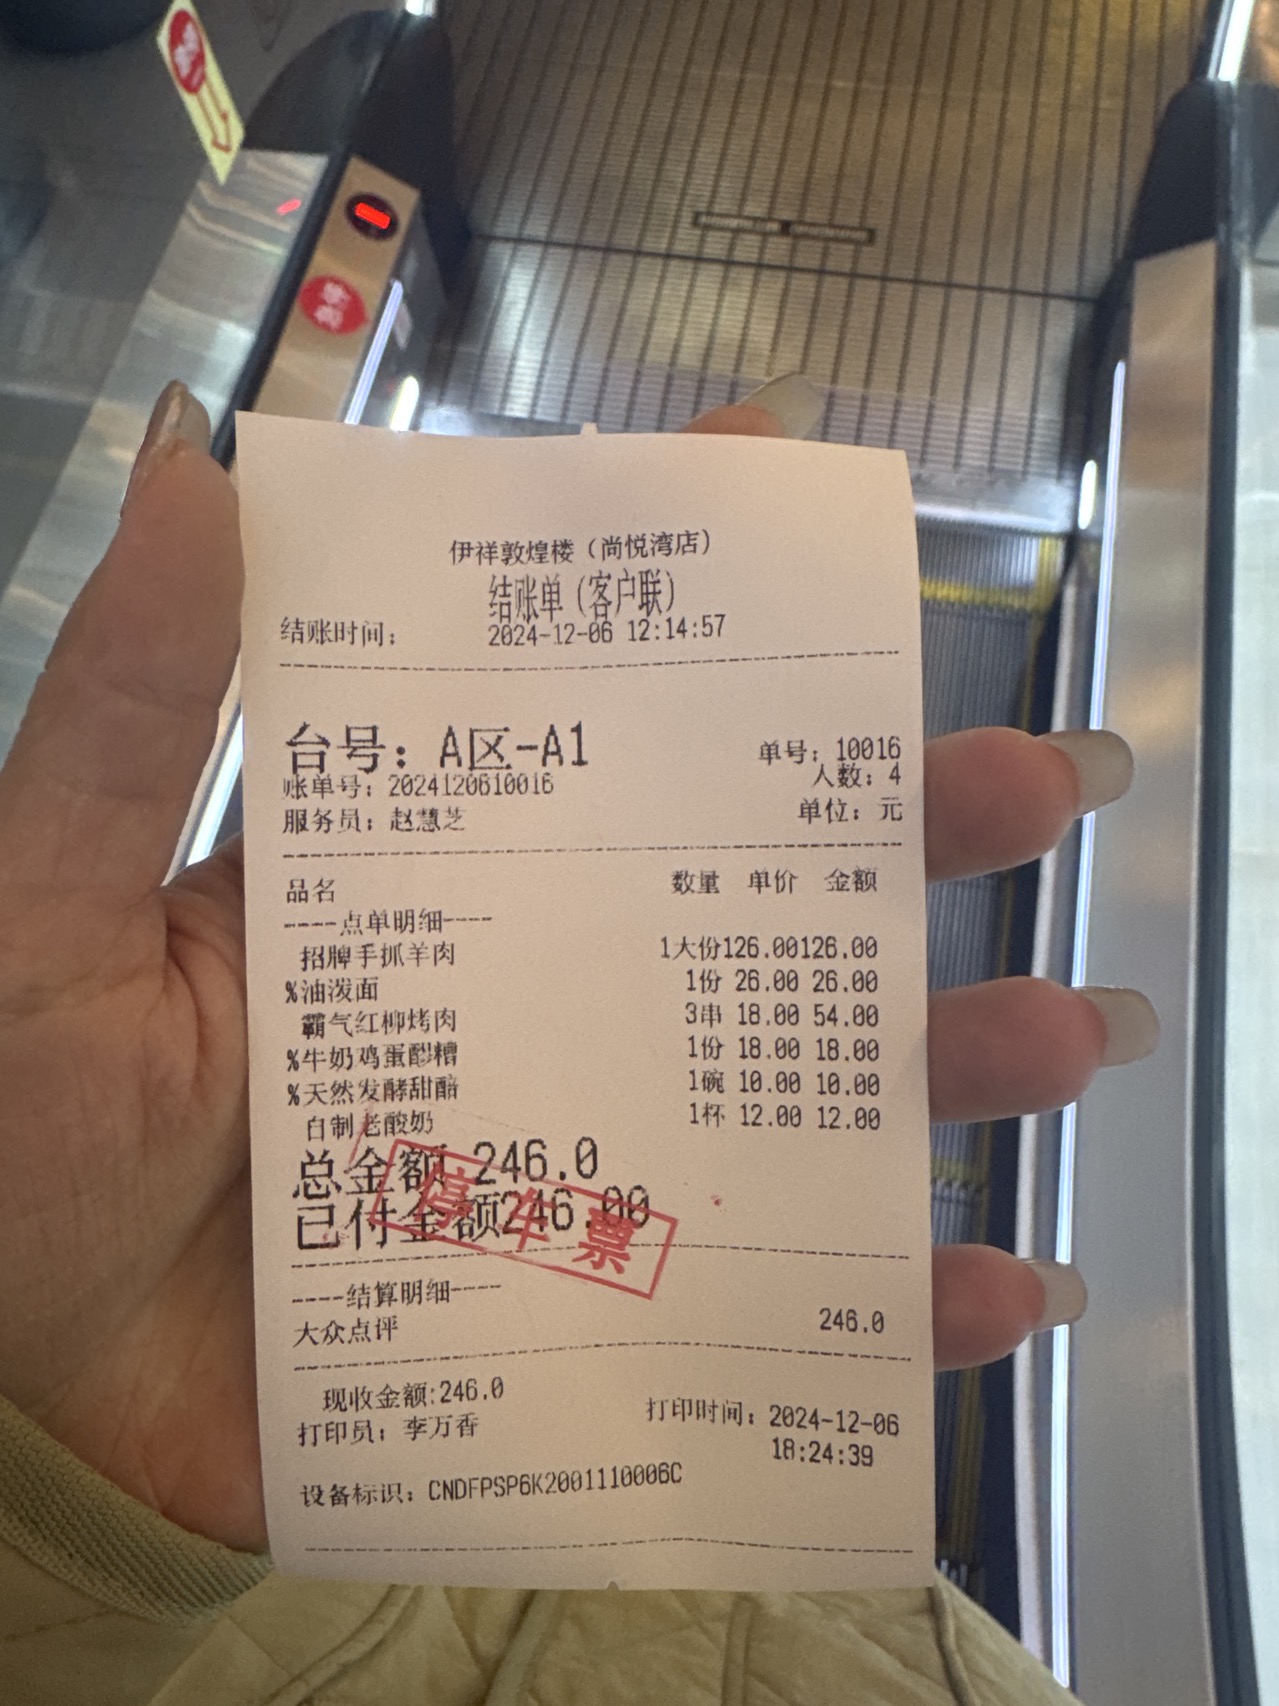 伊祥敦煌楼（尚悦湾店）
结账单（客户联）
结账时间： 2024-12-06 12:14:57
台号：A区-A1 单号：10016
人数：4
账单号：2024120610016
服务员：赵慧芝 单位：元
品名 数量 单价 金额
----点单明细----
招牌手抓羊肉 1大份126.00126.00
%油泼面 1份 26.00 26.00
霸气红柳烤肉 3串 18.00 54.00
%牛奶鸡蛋醪糟 1份 18.00 18.00
%天然发酵甜醅 1碗 10.00 10.00
自制老酸奶 1杯 12.00 12.00
总金额 246.0
已付金额246.00
停车票
----结算明细----
大众点评 246.0
现收金额:246.0
打印员：李万香 打印时间：2024-12-06
18:24:39
设备标识：CNDFPSP6K2001110006C